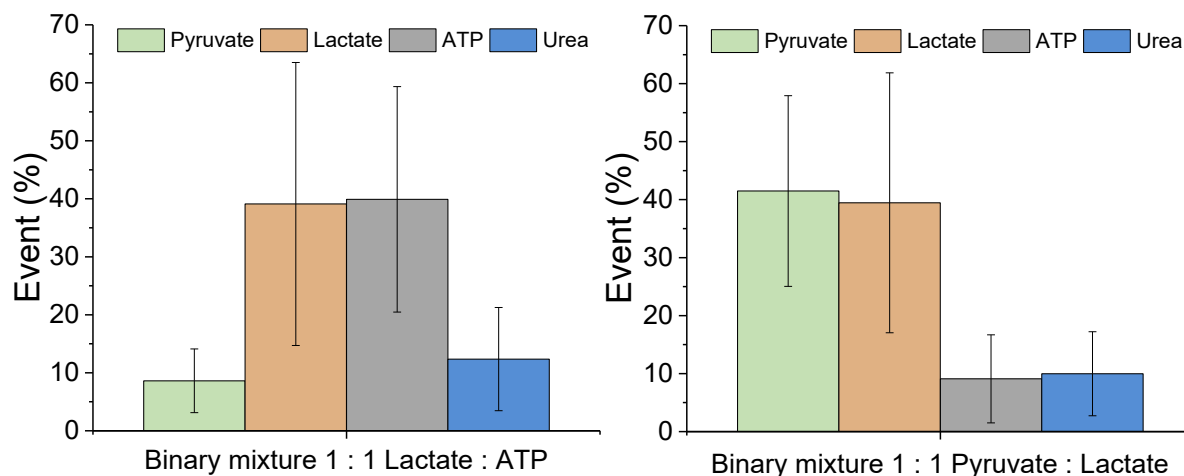 Pyruvate Lactate ATP Urea
Event (%)
70
60
50
40
30
20
10
0
Binary mixture 1 : 1 Lactate : ATP
Pyruvate Lactate ATP Urea
Event (%)
70
60
50
40
30
20
10
0
Binary mixture 1 : 1 Pyruvate : Lactate